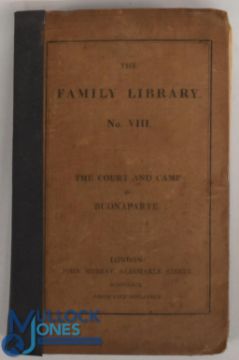 THE
FAMILY LIBRARY.
No. VIII.
THE COURT AND CAMP
OF
BUONAPARTE
LONDON:
JOHN MURRAY, ALBEMARLE STREET.
MULLOCK
JONES